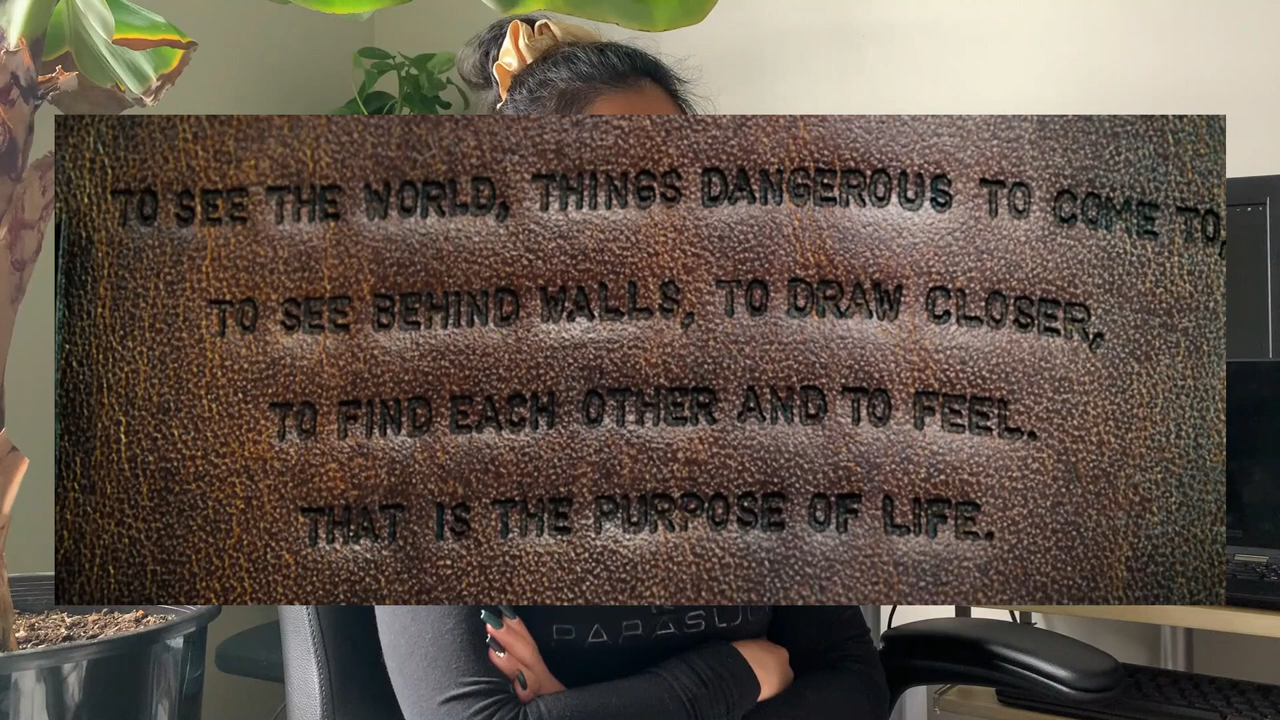 TO SEE THE WORLD, THINGS DANGEROUS TO COME TO,
TO SEE BEHIND WALLS, TO DRAW CLOSER,
TO FIND EACH OTHER AND TO FEEL.
THAT IS THE PURPOSE OF LIFE.